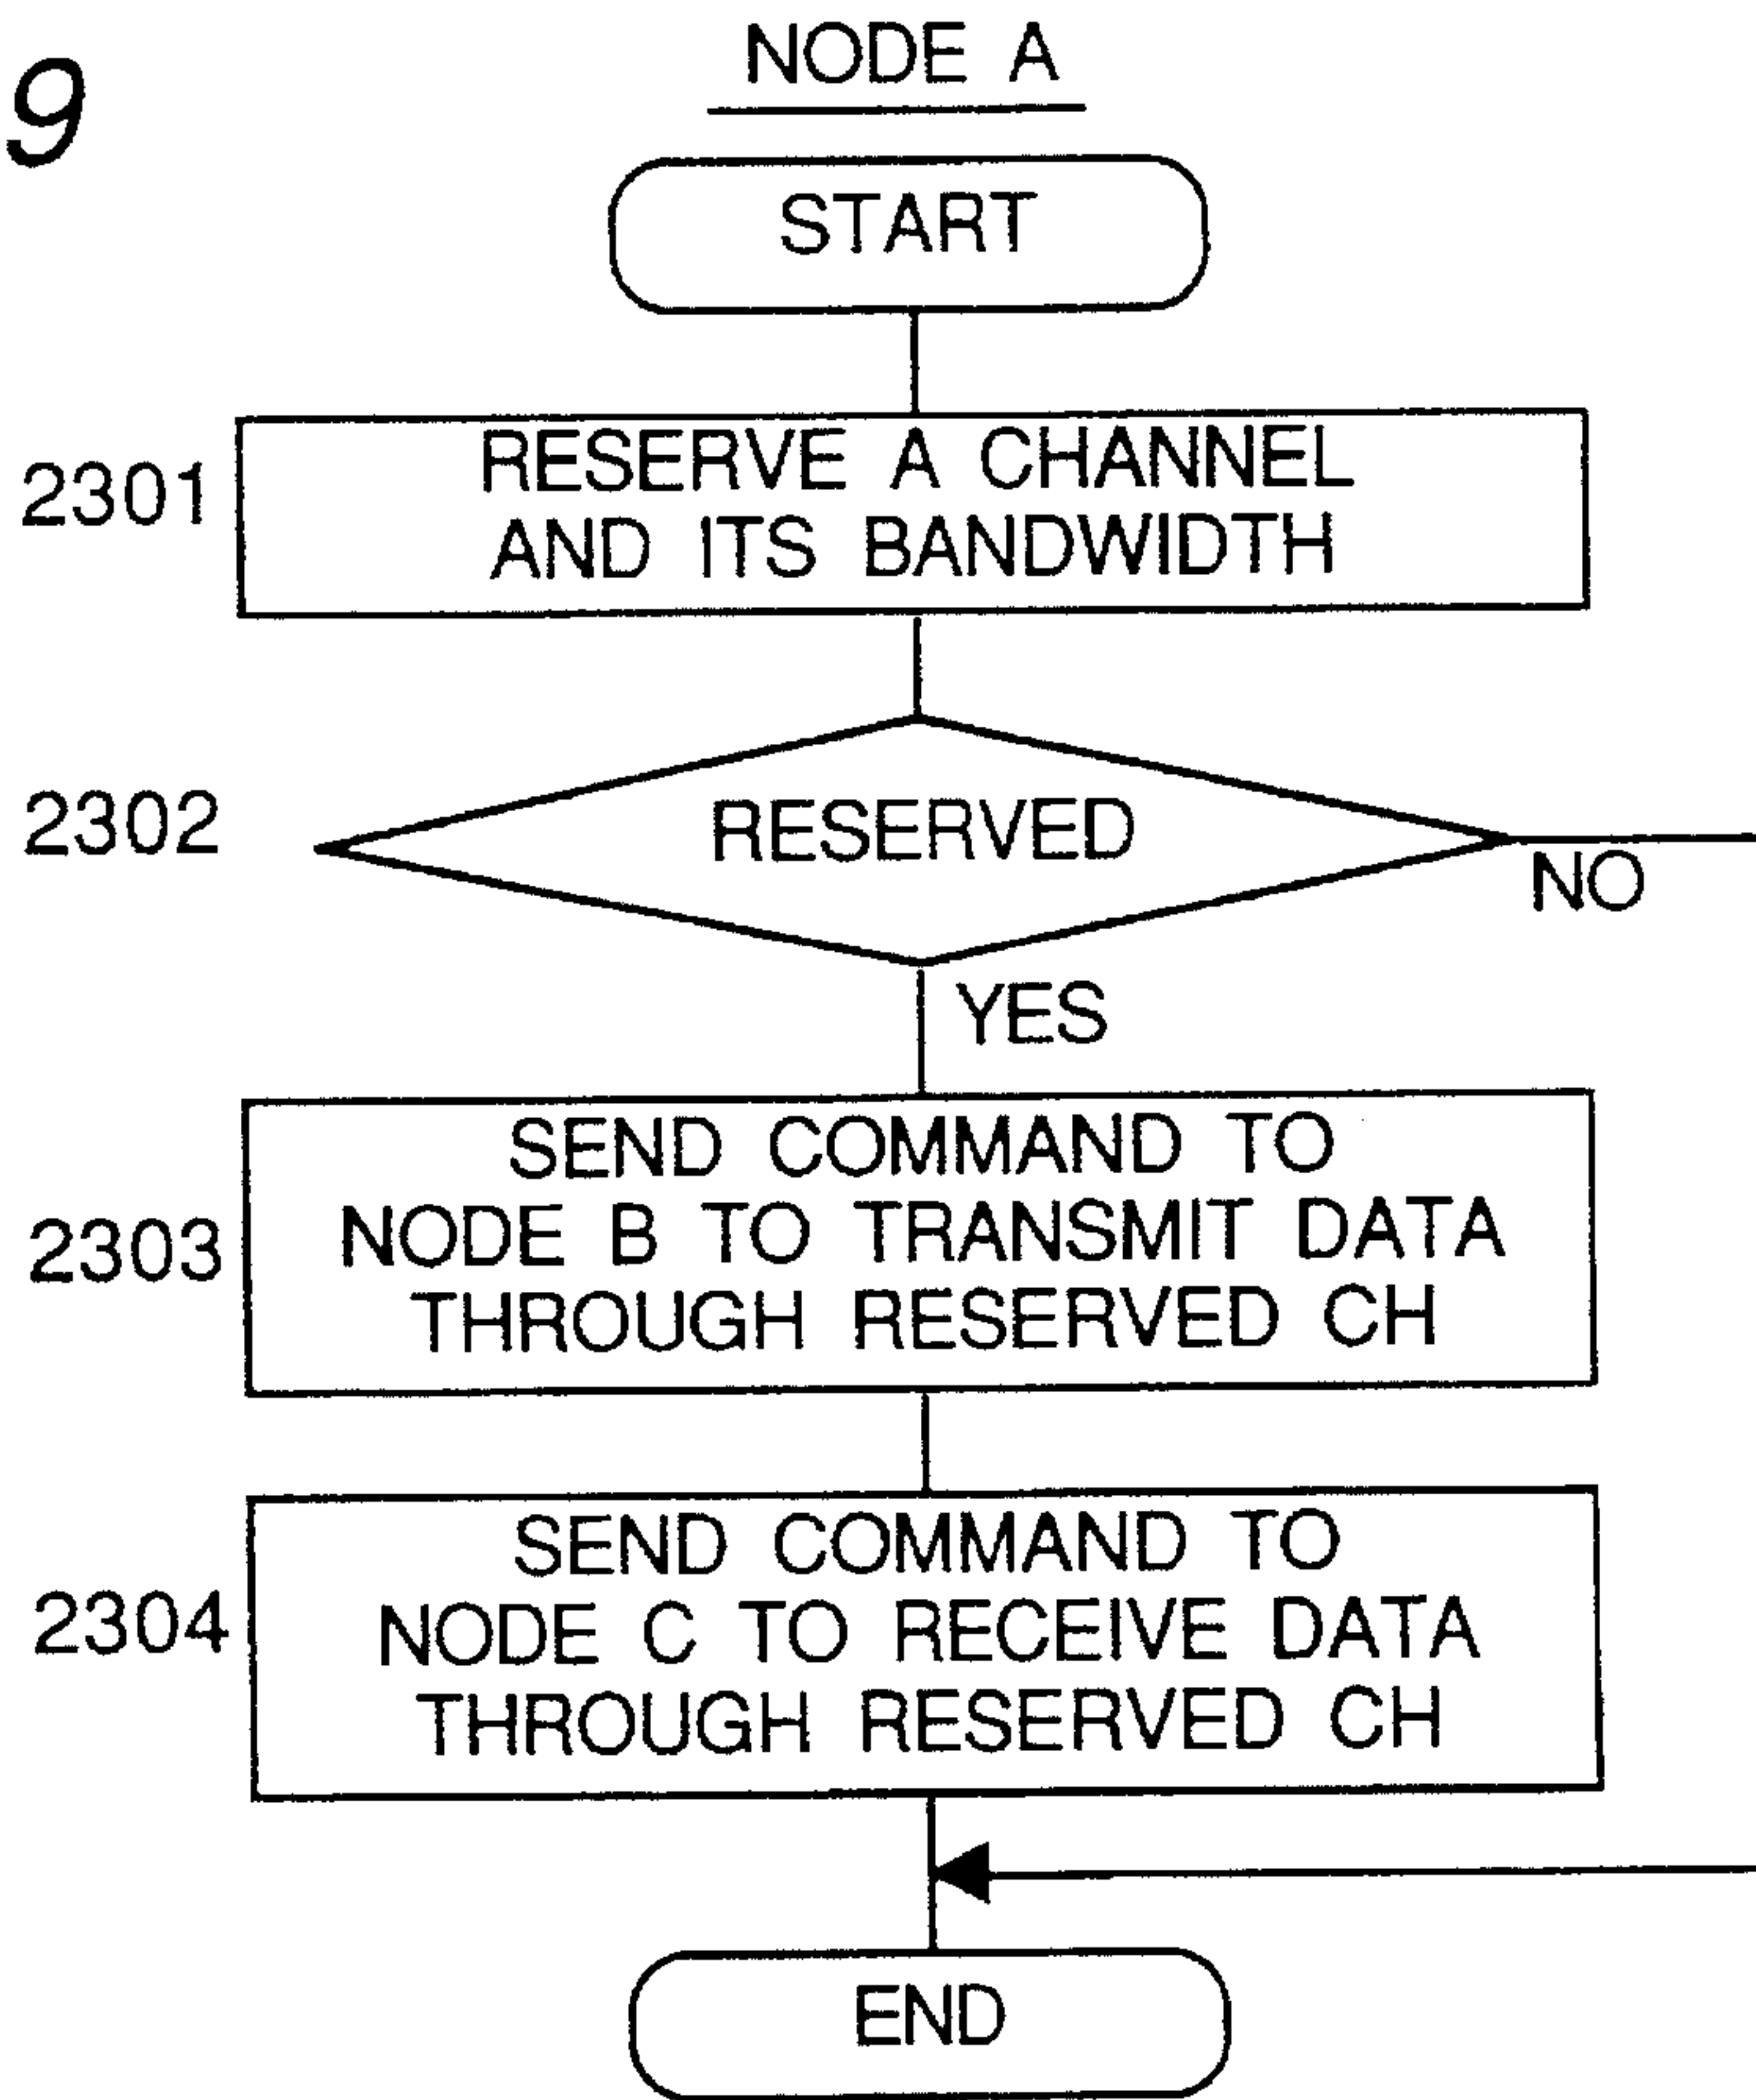 9
NODE A
START
2301
RESERVE A CHANNEL
AND ITS BANDWIDTH
2302
RESERVED
NO
YES
2303
SEND COMMAND TO
NODE B TO TRANSMIT DATA
THROUGH RESERVED CH
2304
SEND COMMAND TO
NODE C TO RECEIVE DATA
THROUGH RESERVED CH
END